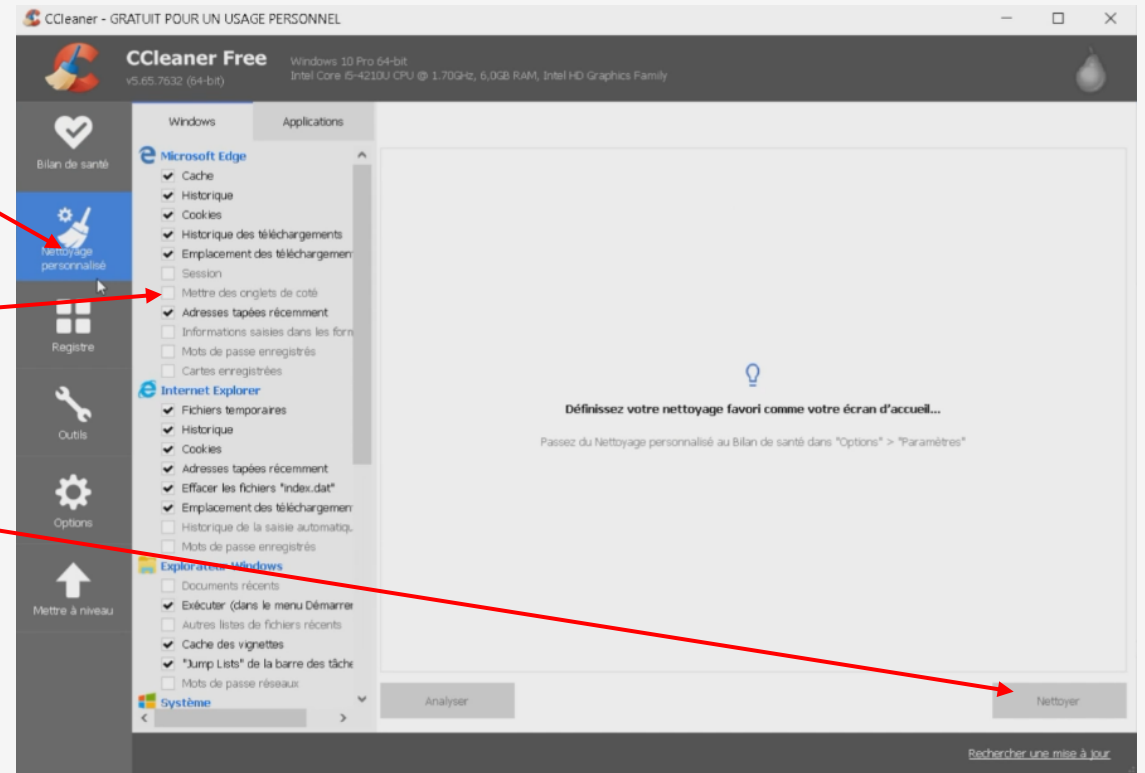 CCleaner - GRATUIT POUR UN USAGE PERSONNEL
CCleaner Free
v5.65.7632 (64-bit)
Windows 10 Pro 64-bit
Intel Core i5-4210U CPU @ 1.70GHz, 6,0GB RAM, Intel HD Graphics Family
Bilan de santé
Nettoyage
personnalisé
Registre
Outils
Options
Mettre à niveau
Windows
Applications
Microsoft Edge
Cache
Historique
Cookies
Historique des téléchargements
Emplacement des téléchargemen
Session
Mettre des onglets de coté
Adresses tapées récemment
Informations saisies dans les forn
Mots de passe enregistrés
Cartes enregistrées
Internet Explorer
Fichiers temporaires
Historique
Cookies
Adresses tapées récemment
Effacer les fichiers "index.dat"
Emplacement des téléchargemen
Historique de la saisie automatiqu
Mots de passe enregistrés
Explorateur Windows
Documents récents
Exécuter (dans le menu Démarrer
Autres listes de fichiers récents
Cache des vignettes
"Jump Lists" de la barre des tâche
Mots de passe réseaux
Système
Définissez votre nettoyage favori comme votre écran d'accueil...
Passez du Nettoyage personnalisé au Bilan de santé dans "Options" > "Paramètres"
Analyser
Nettoyer
Rechercher une mise à jour